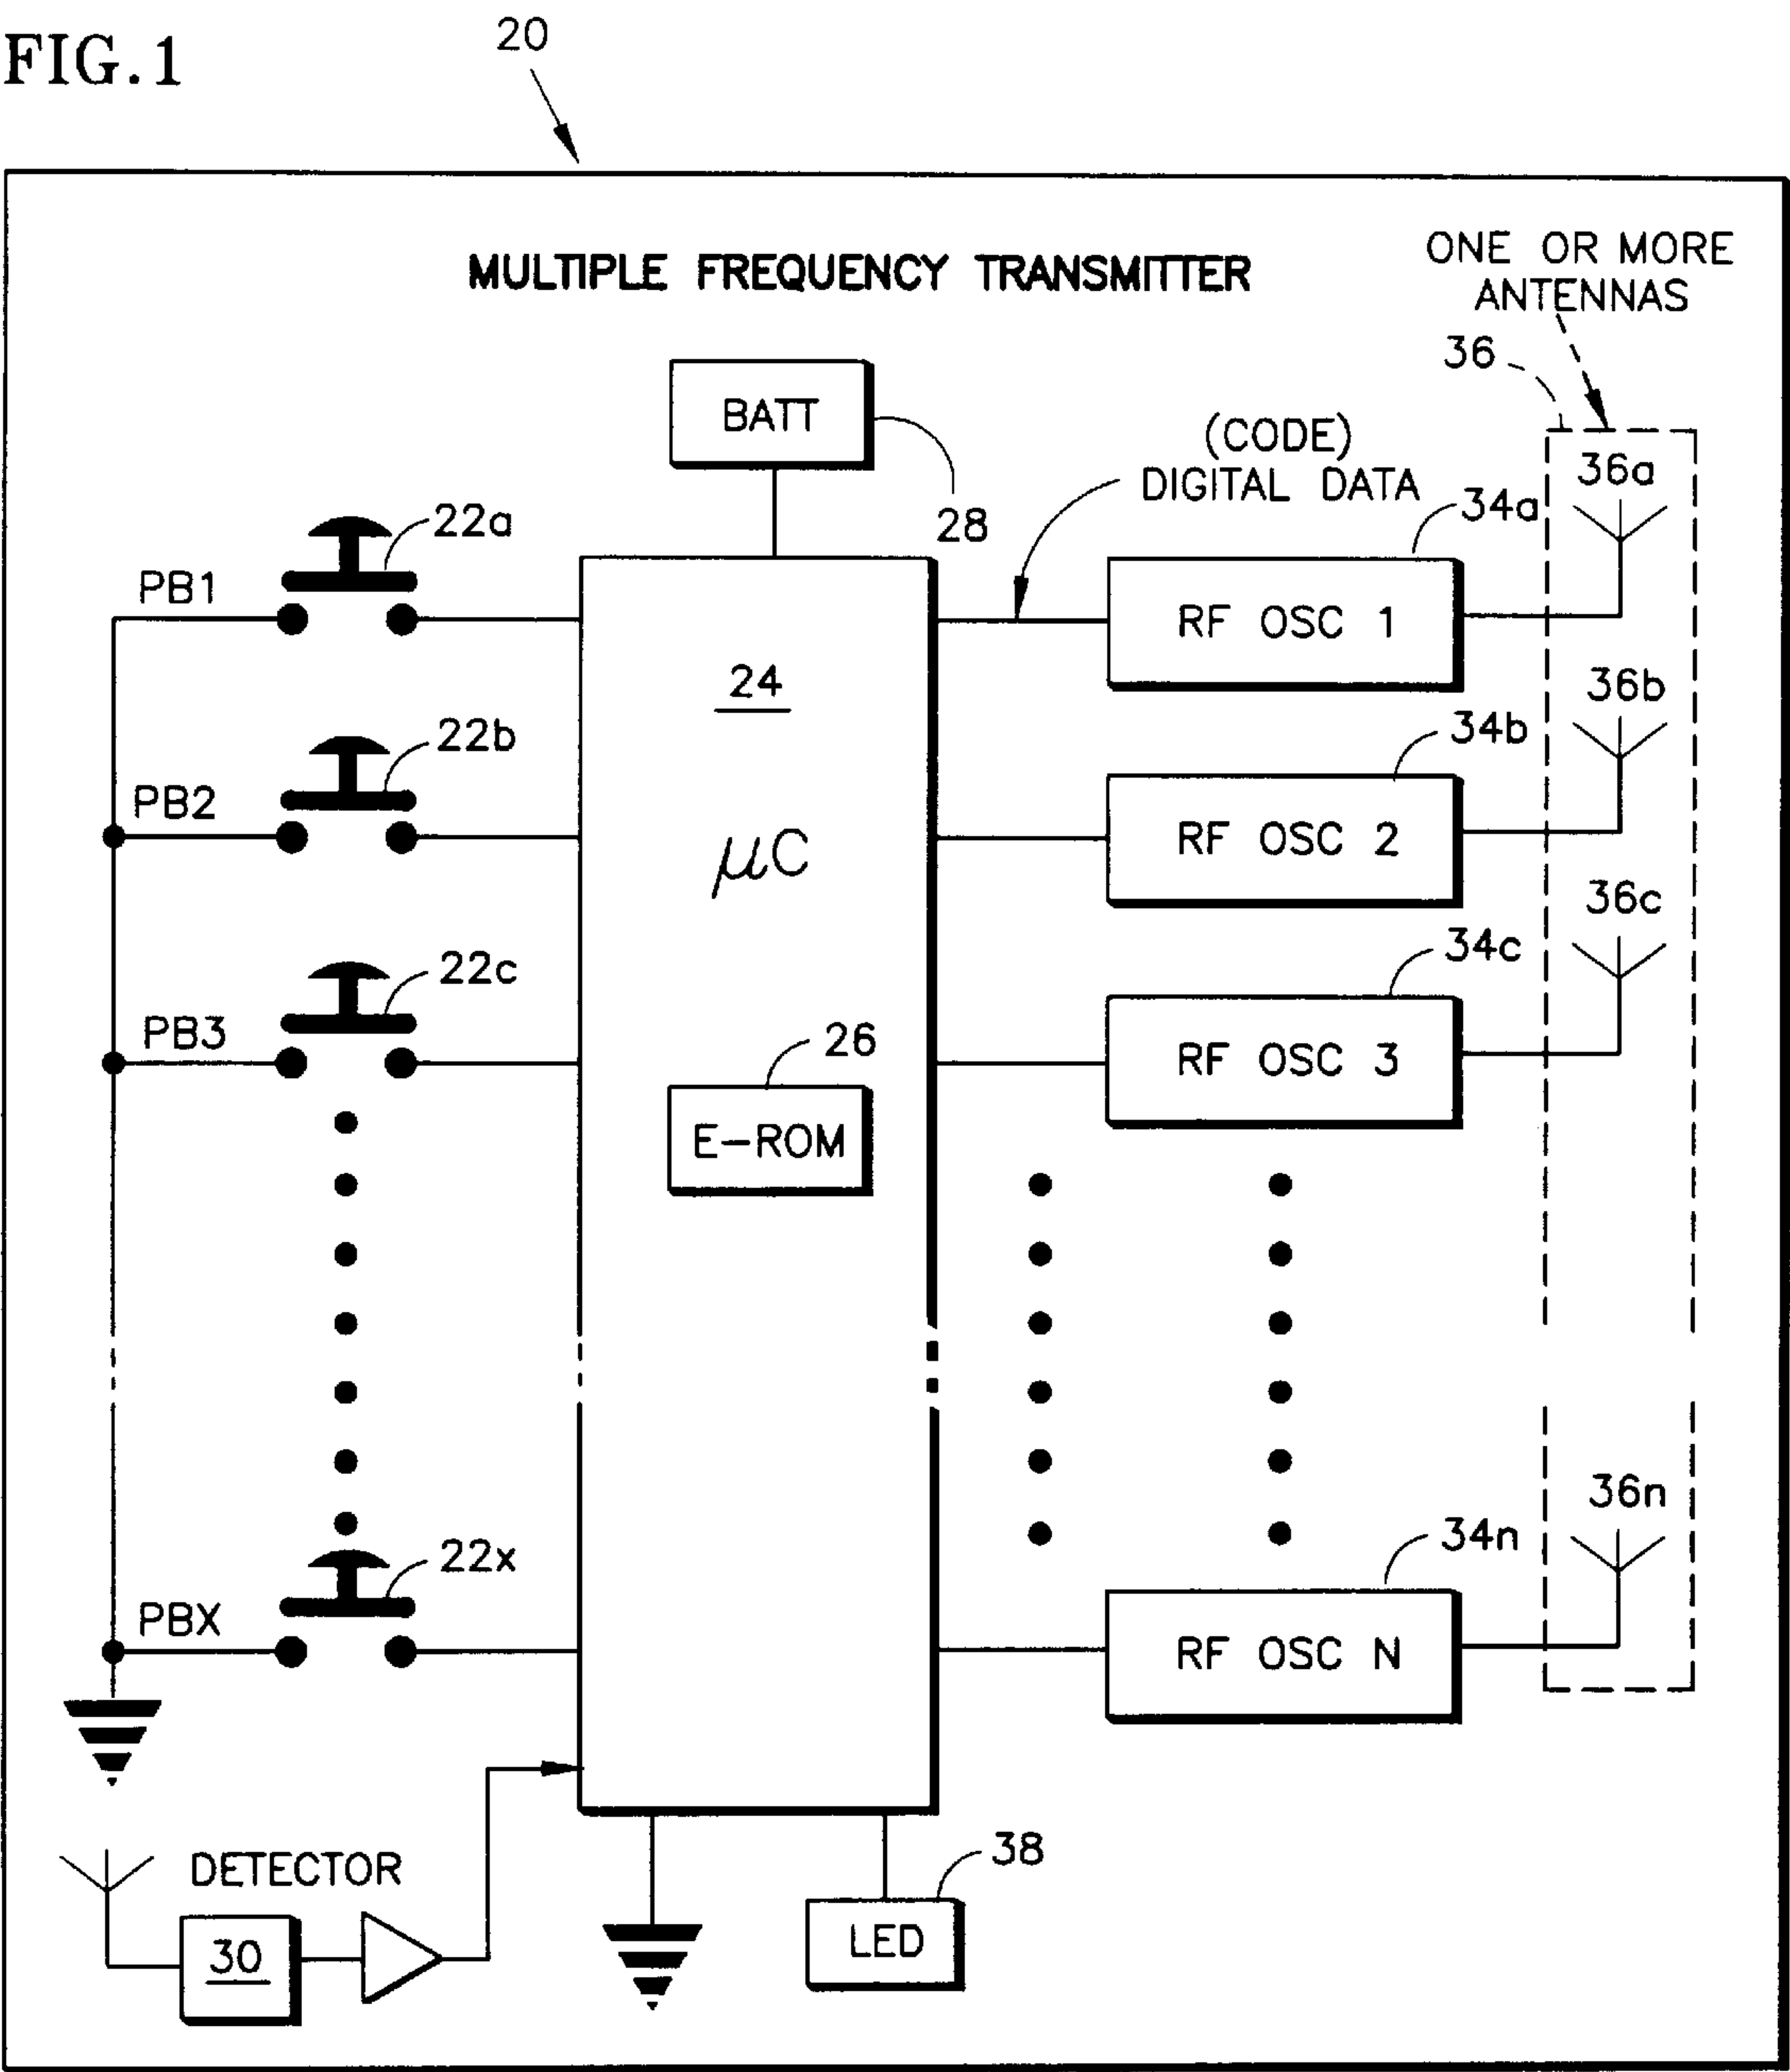 FIG.1
20
MULTIPLE FREQUENCY TRANSMITTER
ONE OR MORE
ANTENNAS
36
BATT
28
(CODE)
DIGITAL DATA
34a
36a
22a
PB1
RF OSC 1
24
36b
22b
34b
PB2
RF OSC 2
μC
36c
22c
34c
PB3
RF OSC 3
26
E-ROM
36n
22x
34n
PBX
RF OSC N
DETECTOR
38
30
LED